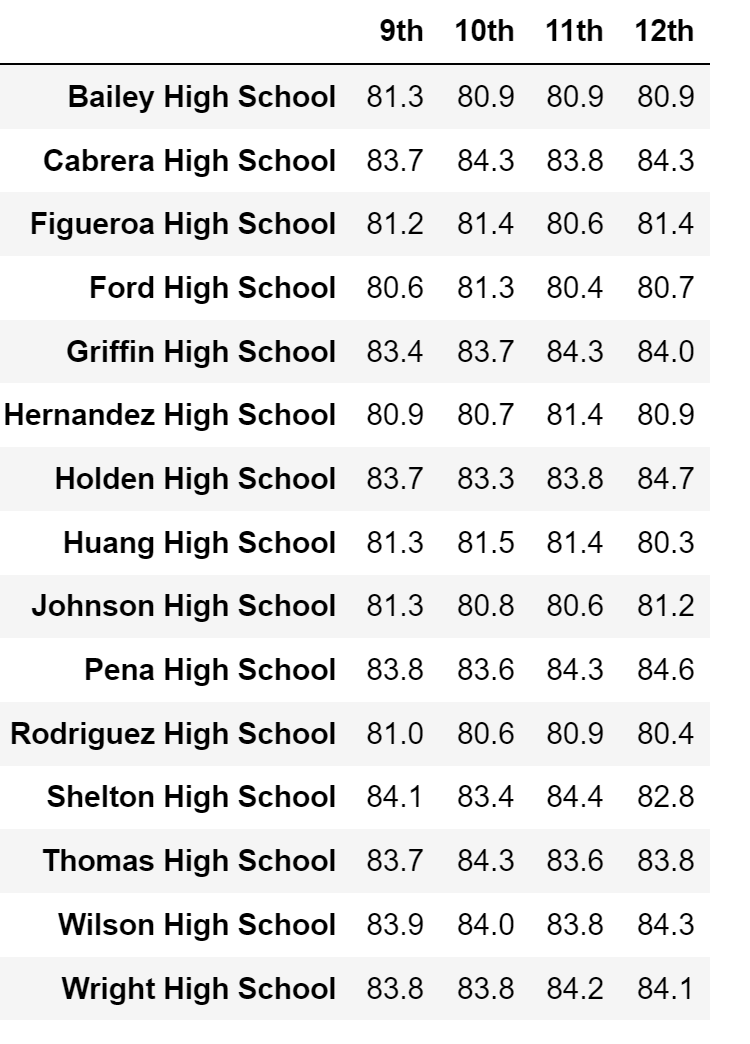 9th 10th 11th 12th
Bailey High School 81.3 80.9 80.9 80.9
Cabrera High School 83.7 84.3 83.8 84.3
Figueroa High School 81.2 81.4 80.6 81.4
Ford High School 80.6 81.3 80.4 80.7
Griffin High School 83.4 83.7 84.3 84.0
Hernandez High School 80.9 80.7 81.4 80.9
Holden High School 83.7 83.3 83.8 84.7
Huang High School 81.3 81.5 81.4 80.3
Johnson High School 81.3 80.8 80.6 81.2
Pena High School 83.8 83.6 84.3 84.6
Rodriguez High School 81.0 80.6 80.9 80.4
Shelton High School 84.1 83.4 84.4 82.8
Thomas High School 83.7 84.3 83.6 83.8
Wilson High School 83.9 84.0 83.8 84.3
Wright High School 83.8 83.8 84.2 84.1